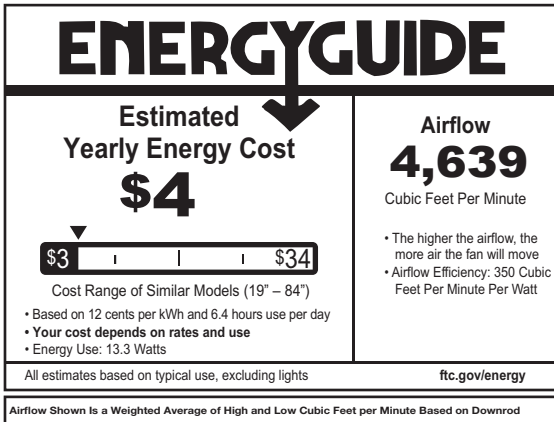 ENERGYGUIDE
Estimated
Yearly Energy Cost
$4
$3 $34
Cost Range of Similar Models (19” – 84”)
• Based on 12 cents per kWh and 6.4 hours use per day
• Your cost depends on rates and use
• Energy Use: 13.3 Watts
Airflow
4,639
Cubic Feet Per Minute
• The higher the airflow, the
more air the fan will move
• Airflow Efficiency: 350 Cubic
Feet Per Minute Per Watt
All estimates based on typical use, excluding lights
ftc.gov/energy
Airflow Shown Is a Weighted Average of High and Low Cubic Feet per Minute Based on Downrod